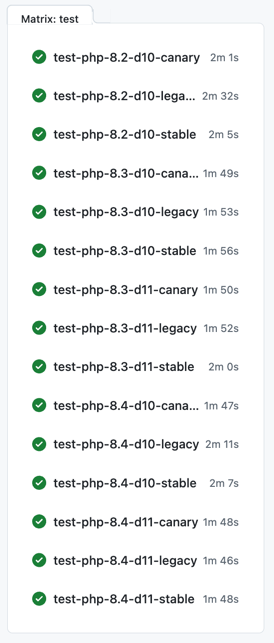 Matrix: test
test-php-8.2-d10-canary 2m 1s
test-php-8.2-d10-lega... 2m 32s
test-php-8.2-d10-stable 2m 5s
test-php-8.3-d10-cana... 1m 49s
test-php-8.3-d10-legacy 1m 53s
test-php-8.3-d10-stable 1m 56s
test-php-8.3-d11-canary 1m 50s
test-php-8.3-d11-legacy 1m 52s
test-php-8.3-d11-stable 2m 0s
test-php-8.4-d10-cana... 1m 47s
test-php-8.4-d10-legacy 2m 11s
test-php-8.4-d10-stable 2m 7s
test-php-8.4-d11-canary 1m 48s
test-php-8.4-d11-legacy 1m 46s
test-php-8.4-d11-stable 1m 48s